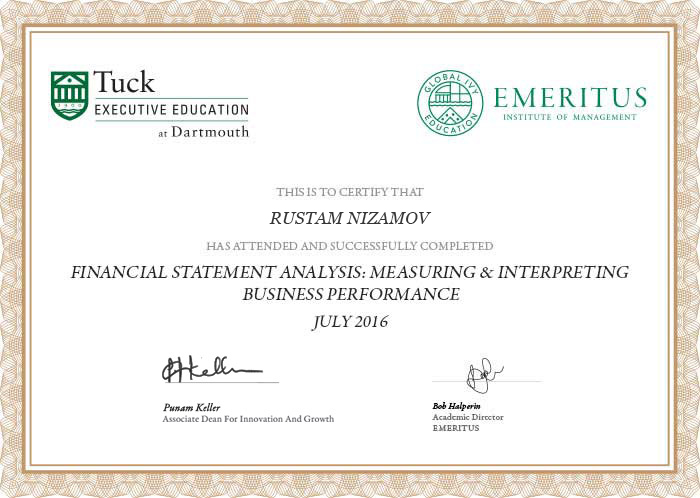 Tuck
EXECUTIVE EDUCATION
at Dartmouth
1900
GLOBAL IVY
EDUCATION
EMERITUS
INSTITUTE OF MANAGEMENT
THIS IS TO CERTIFY THAT
RUSTAM NIZAMOV
HAS ATTENDED AND SUCCESSFULLY COMPLETED
FINANCIAL STATEMENT ANALYSIS: MEASURING & INTERPRETING
BUSINESS PERFORMANCE
JULY 2016
Punam Keller
Associate Dean For Innovation And Growth
Bob Halperin
Academic Director
EMERITUS